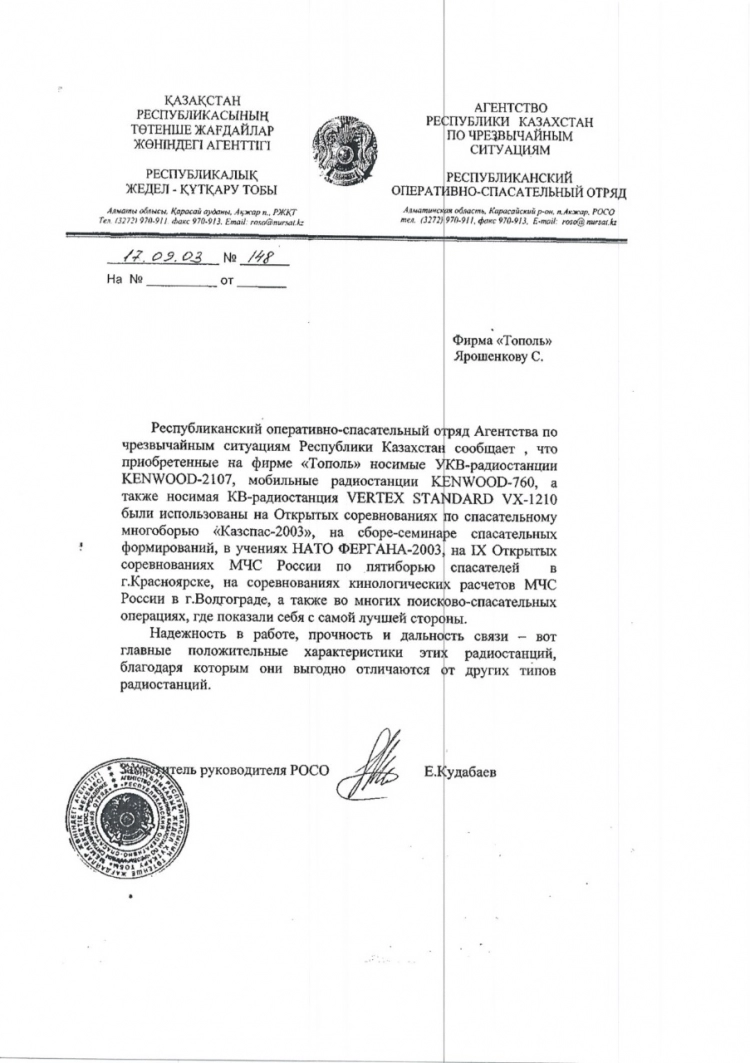 ҚАЗАҚСТАН
РЕСПУБЛИКАСЫНЫҢ
ТӨТЕНШЕ ЖАҒДАЙЛАР
ЖӨНІНДЕГІ АГЕНТТІГІ
РЕСПУБЛИКАЛЫҚ
ЖЕДЕЛ - ҚҰТҚАРУ ТОБЫ
Алматы облысы, Қарасай ауданы, Ақжар п., РЖҚТ
Тел. (3272) 970-911, факс 970-913. Email: roso@nursat.kz
АГЕНТСТВО
РЕСПУБЛИКИ КАЗАХСТАН
ПО ЧРЕЗВЫЧАЙНЫМ
СИТУАЦИЯМ
РЕСПУБЛИКАНСКИЙ
ОПЕРАТИВНО-СПАСАТЕЛЬНЫЙ ОТРЯД
Алматинская область, Карасайский р-он, п.Акжар, РОСО
тел. (3272) 970-911, факс 970-913, E-mail: roso@nursat.kz
17.09.03 № 148
На № ___________ от ________
Фирма «Тополь»
Ярошенкову С.
Республиканский оперативно-спасательный отряд Агентства по
чрезвычайным ситуациям Республики Казахстан сообщает , что
приобретенные на фирме «Тополь» носимые УКВ-радиостанции
KENWOOD-2107, мобильные радиостанции KENWOOD-760, а
также носимая КВ-радиостанция VERTEX STANDARD VX-1210
были использованы на Открытых соревнованиях по спасательному
многоборью «Казспас-2003», на сборе-семинаре спасательных
формирований, в учениях НАТО ФЕРГАНА-2003, на IX Открытых
соревнованиях МЧС России по пятиборью спасателей в
г.Красноярске, на соревнованиях кинологических расчетов МЧС
России в г.Волгограде, а также во многих поисково-спасательных
операциях, где показали себя с самой лучшей стороны.
Надежность в работе, прочность и дальность связи – вот
главные положительные характеристики этих радиостанций,
благодаря которым они выгодно отличаются от других типов
радиостанций.
Заместитель руководителя РОСО Е.Кудабаев